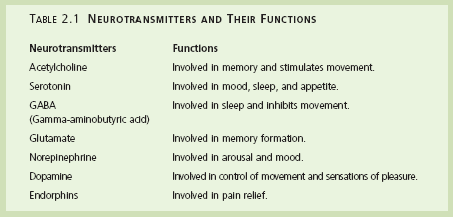 TABLE 2.1 NEUROTRANSMITTERS AND THEIR FUNCTIONS
Neurotransmitters Functions
Acetylcholine Involved in memory and stimulates movement.
Serotonin Involved in mood, sleep, and appetite.
GABA Involved in sleep and inhibits movement.
(Gamma-aminobutyric acid)
Glutamate Involved in memory formation.
Norepinephrine Involved in arousal and mood.
Dopamine Involved in control of movement and sensations of pleasure.
Endorphins Involved in pain relief.